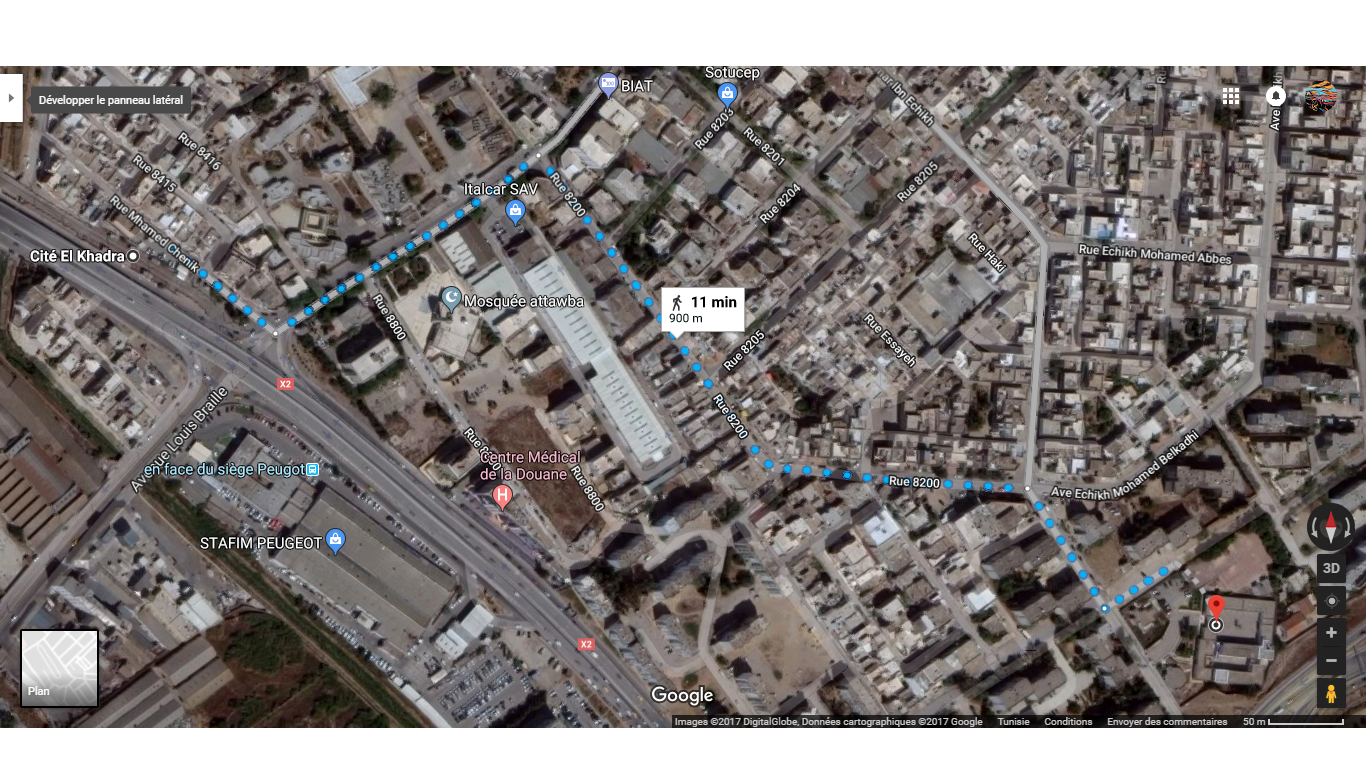 Sotucep
BIAT
Développer le panneau latéral
Rue 8203
Rue 8416
Rue 8415
Rue 8201
Rue 8205
Rue 8204
Italcar SAV
Rue 8200
Rue Mhamed Chenik
Cité El Khadra
Rue Haki
Rue Echikh Mohamed Abbes
11 min
900 m
Mosquée attawba
Rue 8800
Rue 8205
Rue Essayeh
X2
Avenue Louis Braille
Rue 8200
Ave Echikh Mohamed Belkadhi
Centre Médical
de la Douane
en face du siège Peugot
Rue 8200
Rue 8800
STAFIM PEUGEOT
3D
X2
Plan
Google
Images ©2017 DigitalGlobe, Données cartographiques ©2017 Google Tunisie Conditions Envoyer des commentaires 50 m